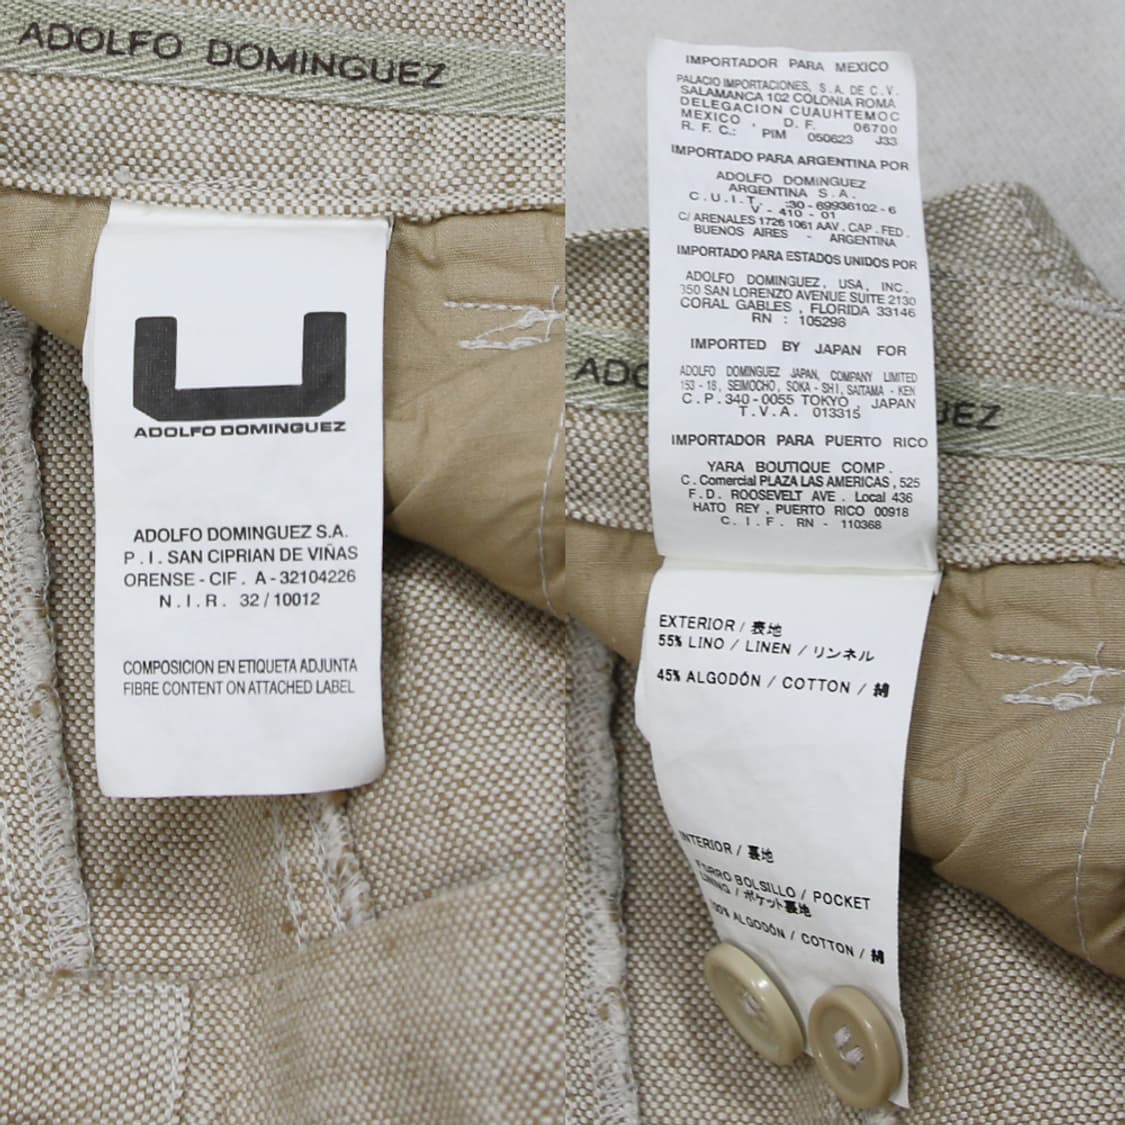 ADOLFO DOMINGUEZ
ADOLFO DOMINGUEZ
ADOLFO DOMINGUEZ S.A.
P.I. SAN CIPRIAN DE VIÑAS
ORENSE - CIF. A - 32104226
N.I.R. 32/10012
COMPOSICION EN ETIQUETA ADJUNTA
FIBRE CONTENT ON ATTACHED LABEL
IMPORTADOR PARA MEXICO
PALACIO IMPORTACIONES, S.A. DE C.V.
SALAMANCA 102 COLONIA ROMA
DELEGACION CUAUHTEMOC
MEXICO, D.F. 06700
R.F.C.: PIM 050623 J33
IMPORTADO PARA ARGENTINA POR
ADOLFO DOMINGUEZ
ARGENTINA S.A.
C.U.I.T. :30-69936102-6
V - 410 - 01
C/ ARENALES 1726 1061 AAV. CAP. FED.
BUENOS AIRES - ARGENTINA
IMPORTADO PARA ESTADOS UNIDOS POR
ADOLFO DOMINGUEZ, USA, INC.
350 SAN LORENZO AVENUE SUITE 2130
CORAL GABLES, FLORIDA 33146
RN : 105298
IMPORTED BY JAPAN FOR
ADOLFO DOMINGUEZ JAPAN, COMPANY LIMITED
153-18, SEIMOCHO, SOKA-SHI, SAITAMA-KEN
C.P. 340-0055 TOKYO, JAPAN
T.V.A. 013315
IMPORTADOR PARA PUERTO RICO
YARA BOUTIQUE COMP.
C. Comercial PLAZA LAS AMERICAS, 525
F.D. ROOSEVELT AVE. Local 436
HATO REY, PUERTO RICO 00918
C.I.F. RN - 110368
ADO UEZ
EXTERIOR / 表地
55% LINO / LINEN / リンネル
45% ALGODÓN / COTTON / 綿
INTERIOR / 裏地
FORRO BOLSILLO / POCKET
LINING / ポケット裏地
100% ALGODÓN / COTTON / 綿